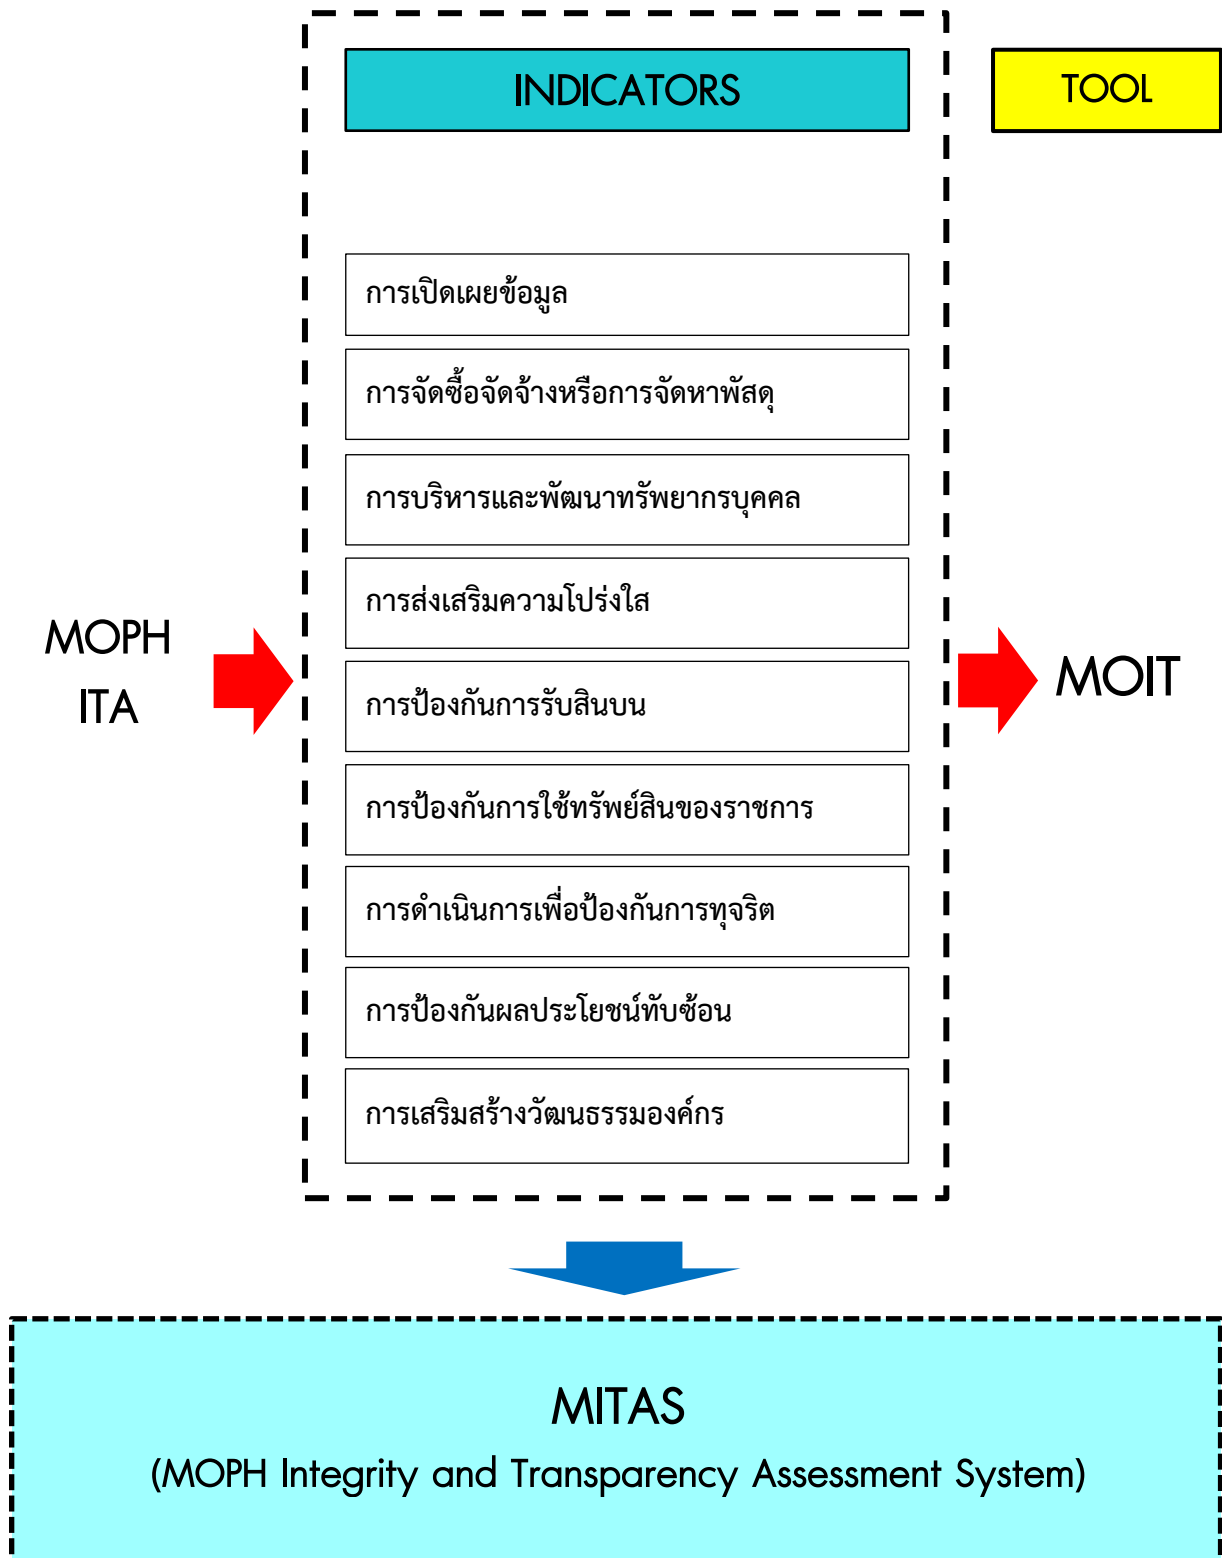 INDICATORS
TOOL
การเปิดเผยข้อมูล
การจัดซื้อจัดจ้างหรือการจัดหาพัสดุ
การบริหารและพัฒนาทรัพยากรบุคคล
การส่งเสริมความโปร่งใส
การป้องกันการรับสินบน
การป้องกันการใช้ทรัพย์สินของราชการ
การดำเนินการเพื่อป้องกันการทุจริต
การป้องกันผลประโยชน์ทับซ้อน
การเสริมสร้างวัฒนธรรมองค์กร
MOPH
ITA
MOIT
MITAS
(MOPH Integrity and Transparency Assessment System)